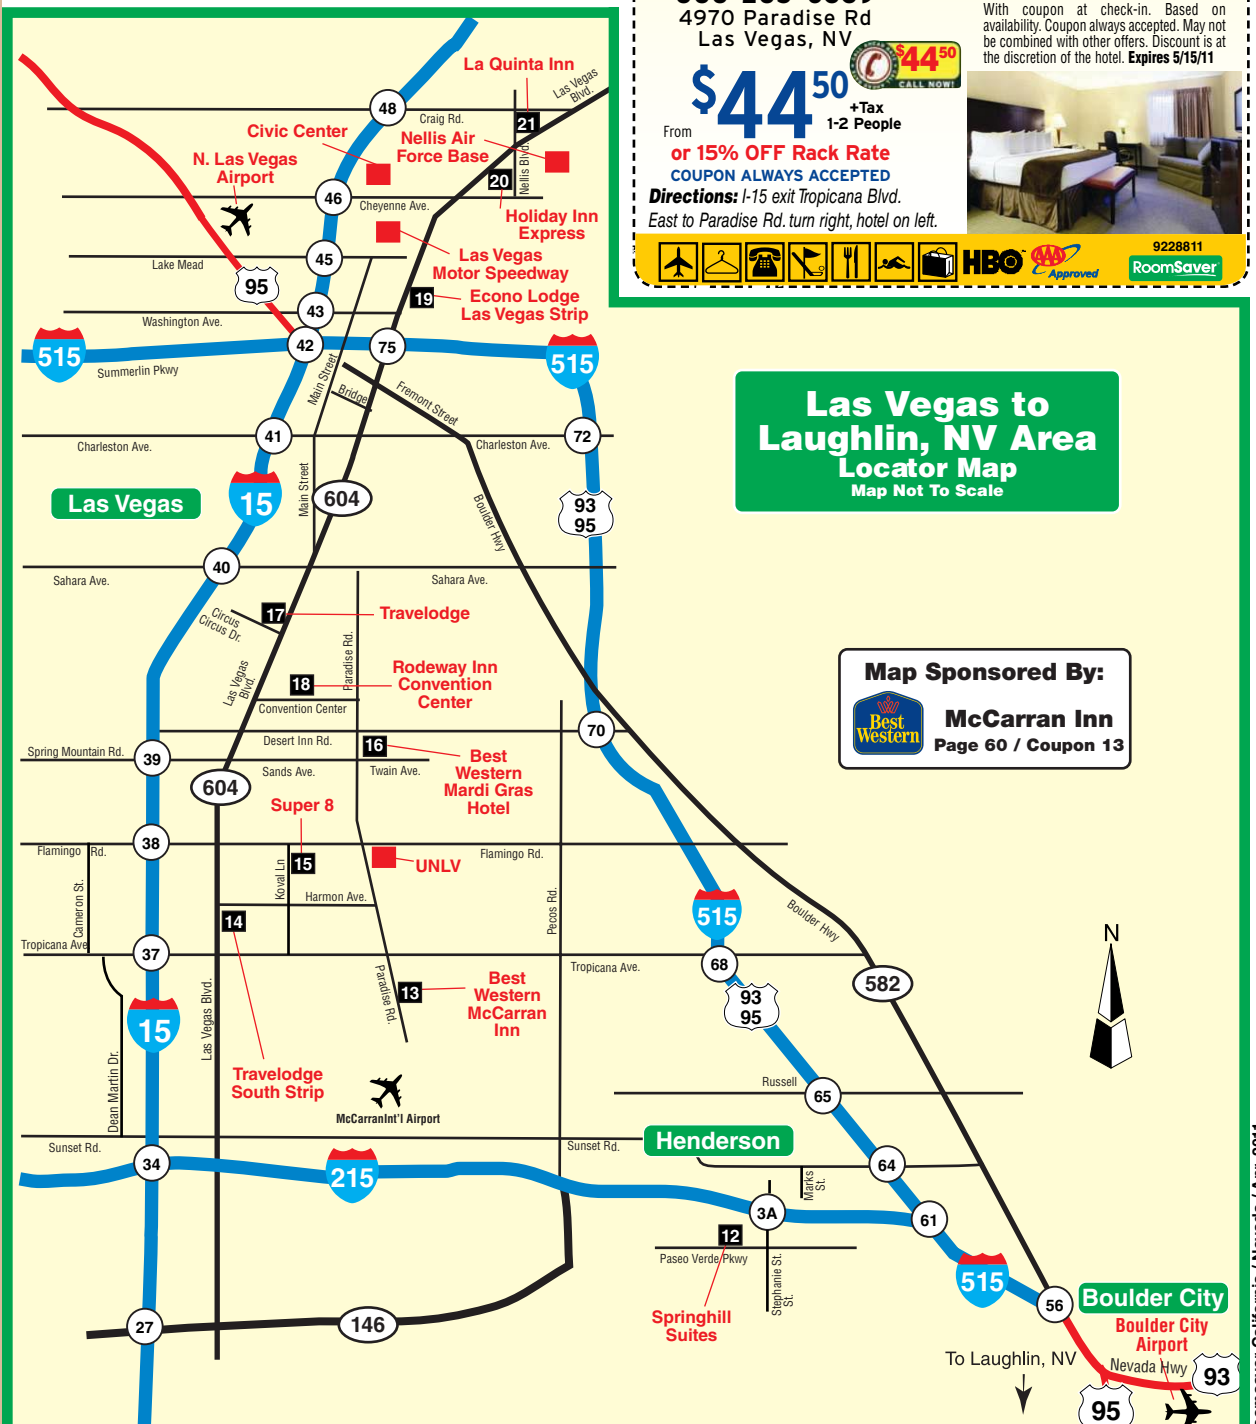 4970 Paradise Rd
Las Vegas, NV
$44 50
+Tax
1-2 People
From
or 15% OFF Rack Rate
COUPON ALWAYS ACCEPTED
Directions: I-15 exit Tropicana Blvd.
East to Paradise Rd. turn right, hotel on left.
$44 50
CALL NOW!
With coupon at check-in. Based on
availability. Coupon always accepted. May not
be combined with other offers. Discount is at
the discretion of the hotel. Expires 5/15/11
HBO
AAA
Approved
9228811
RoomSaver
La Quinta Inn
Las Vegas
Blvd.
48
Craig Rd.
21
Civic Center
Nellis Air
Force Base
Nellis Blvd.
N. Las Vegas
Airport
20
46
Cheyenne Ave.
Holiday Inn
Express
Las Vegas
Motor Speedway
Lake Mead
45
95
19
Econo Lodge
Las Vegas Strip
43
Washington Ave.
515
42
75
515
Summerlin Pkwy
Main Street
Bridge
Fremont Street
Las Vegas to
Laughlin, NV Area
Locator Map
Map Not To Scale
Charleston Ave.
41
Charleston Ave.
72
Las Vegas
15
Main Street
604
Boulder Hwy
93
95
40
Sahara Ave.
Sahara Ave.
Circus
Circus Dr.
17
Travelodge
Paradise Rd.
Las Vegas
Blvd.
18
Rodeway Inn
Convention
Center
Convention Center
Map Sponsored By:
Best
Western
McCarran Inn
Page 60 / Coupon 13
70
Desert Inn Rd.
Spring Mountain Rd.
39
16
Sands Ave.
Twain Ave.
Best
Western
Mardi Gras
Hotel
604
Super 8
38
Flamingo Rd.
Flamingo Rd.
15
UNLV
Koval Ln
Cameron St.
Harmon Ave.
Pecos Rd.
14
515
Boulder Hwy
Tropicana Ave
37
Tropicana Ave.
68
582
N
Paradise Rd.
13
Best
Western
McCarran
Inn
93
95
15
Las Vegas Blvd.
Dean Martin Dr.
Travelodge
South Strip
McCarranInt'l Airport
Russell
65
Sunset Rd.
Sunset Rd.
Henderson
34
215
64
Marks
St.
3A
61
12
Paseo Verde Pkwy
Stephanie St.
St.
515
Springhill
Suites
27
146
56
Boulder City
Boulder City
Airport
To Laughlin, NV
Nevada Hwy
93
95